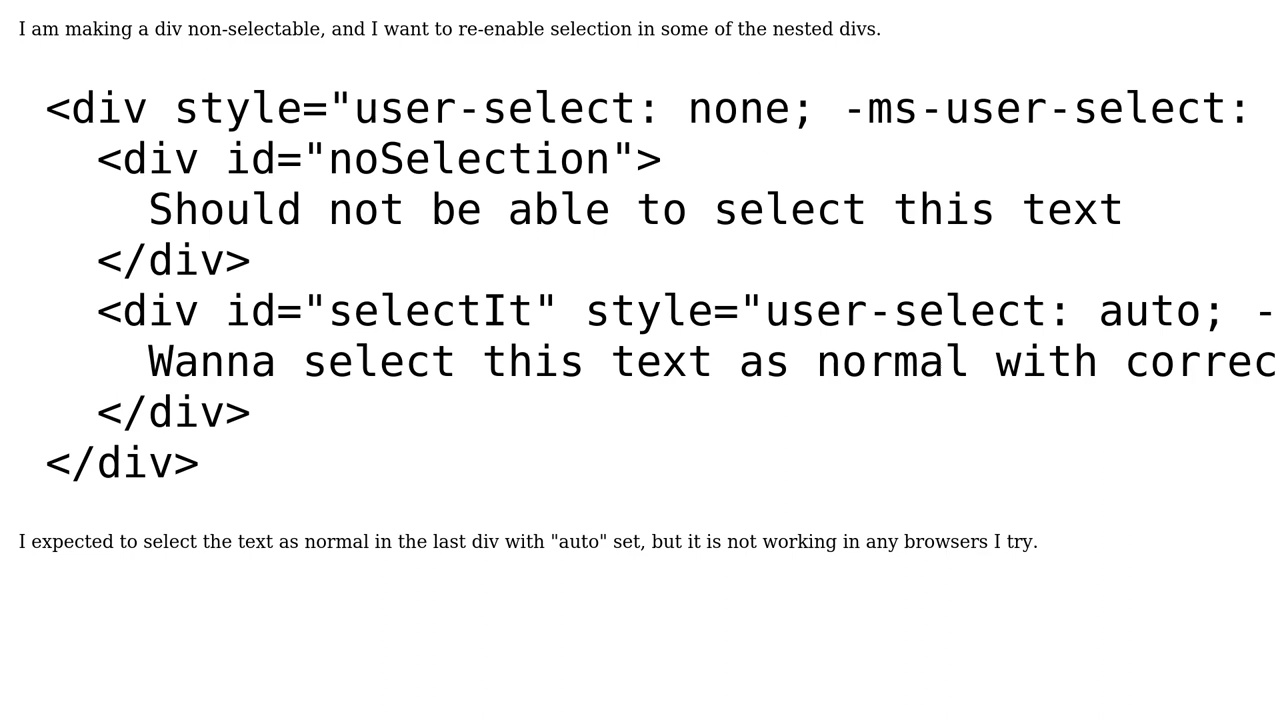 I am making a div non-selectable, and I want to re-enable selection in some of the nested divs.
<div style="user-select: none; -ms-user-select:
<div id="noSelection">
Should not be able to select this text
</div>
<div id="selectIt" style="user-select: auto; -
Wanna select this text as normal with correc
</div>
</div>
I expected to select the text as normal in the last div with "auto" set, but it is not working in any browsers I try.